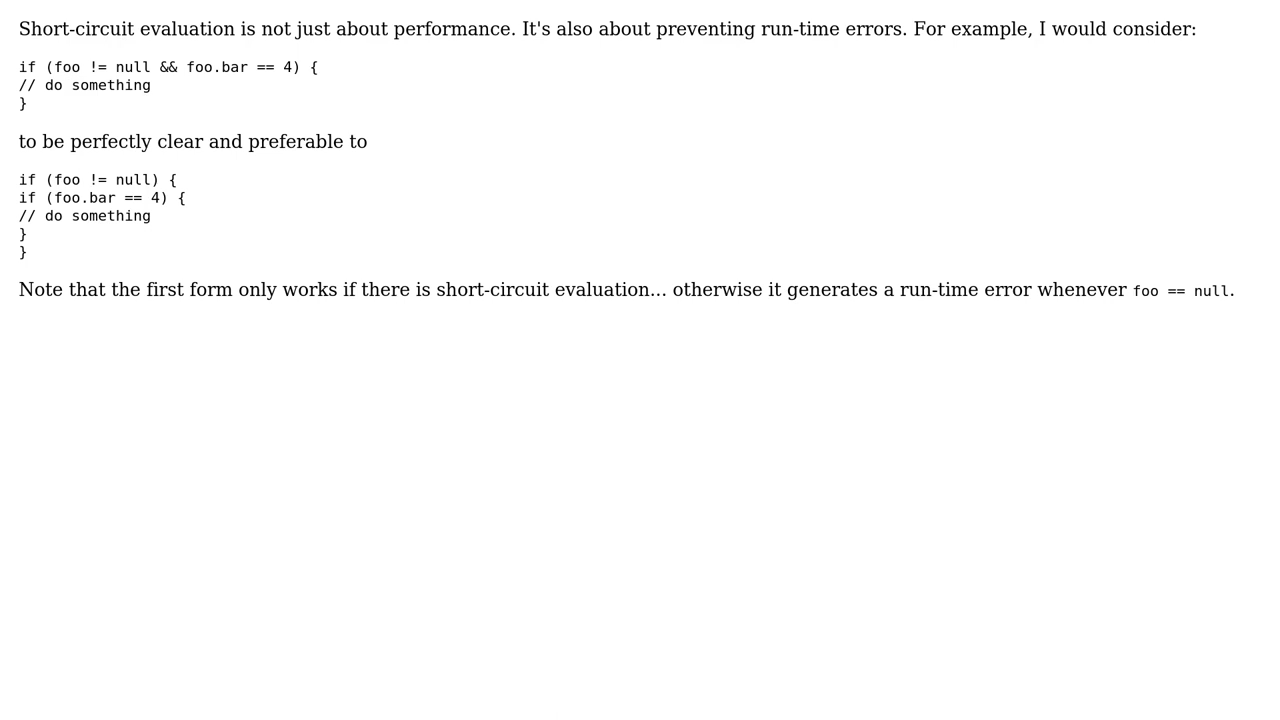 Short-circuit evaluation is not just about performance. It's also about preventing run-time errors. For example, I would consider:
if (foo != null && foo.bar == 4) {
// do something
}
to be perfectly clear and preferable to
if (foo != null) {
if (foo.bar == 4) {
// do something
}
}
Note that the first form only works if there is short-circuit evaluation... otherwise it generates a run-time error whenever foo == null.